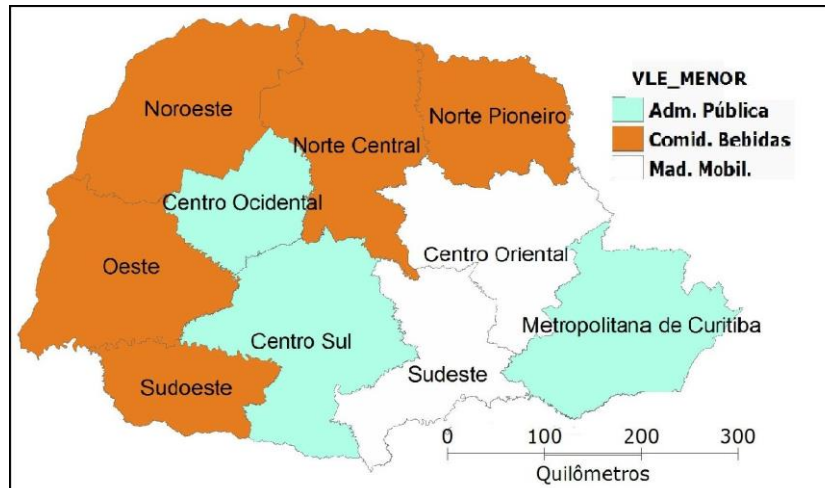 VLE_MENOR
Adm. Pública
Comid. Bebidas
Mad. Mobil.
Noroeste
Norte Pioneiro
Norte Central
Centro Ocidental
Centro Oriental
Oeste
Metropolitana de Curitiba
Centro Sul
Sudeste
Sudoeste
0 100 200 300
Quilômetros